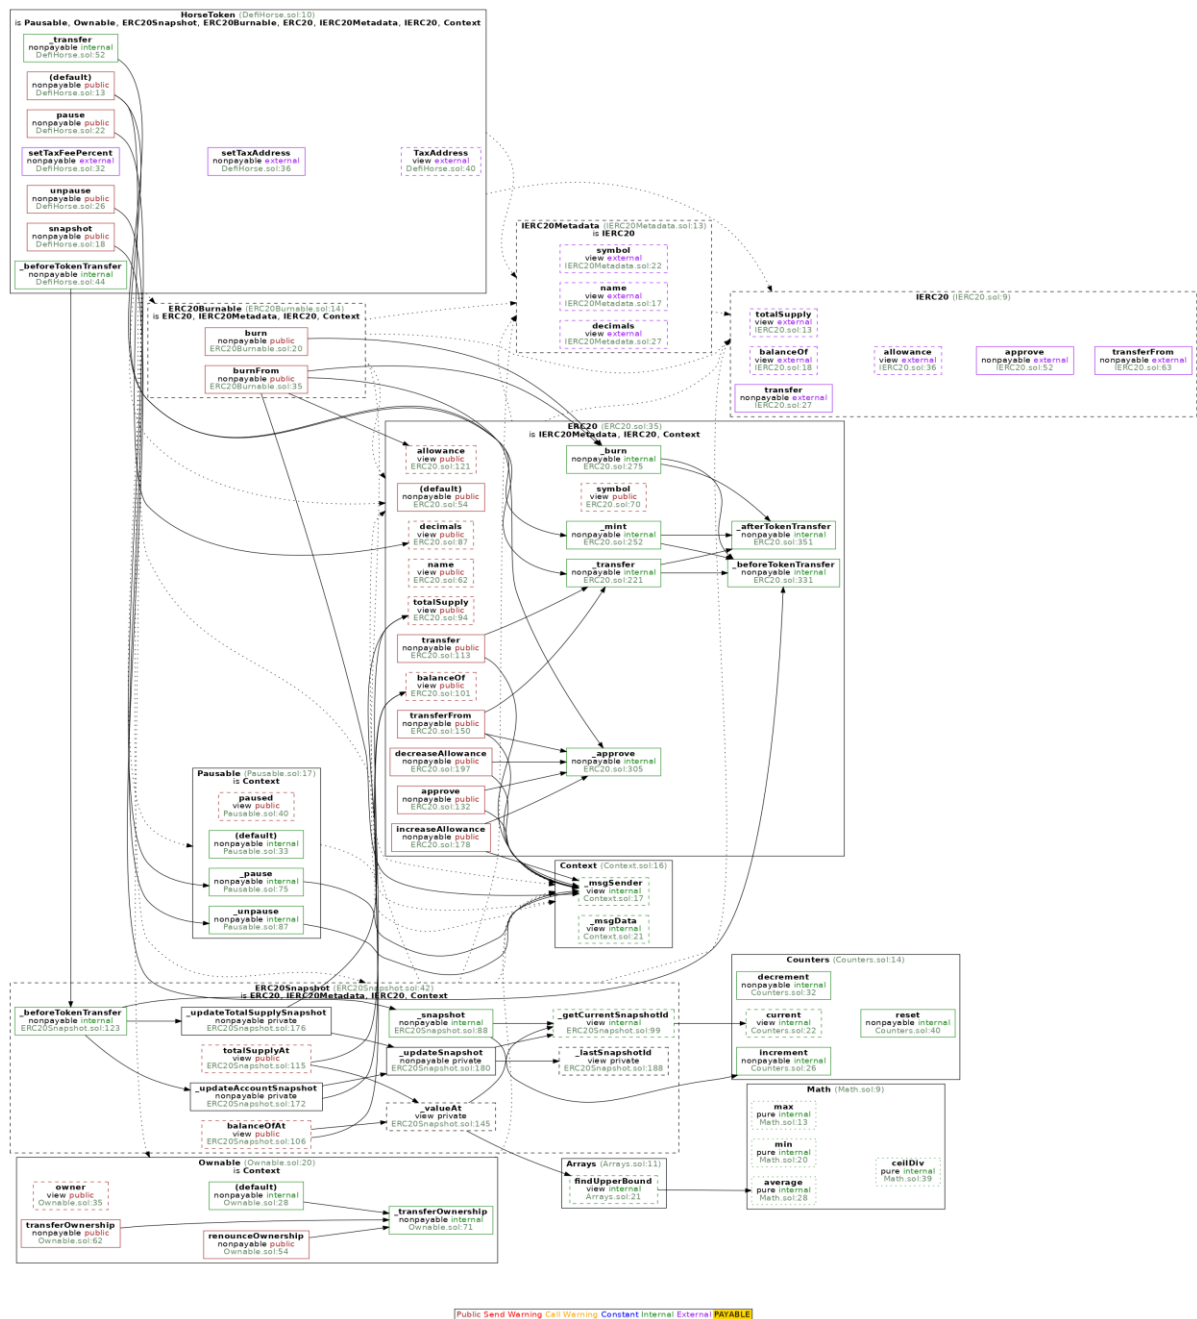 HorseToken (DefiHorse.sol:10)
is Pausable, Ownable, ERC20Snapshot, ERC20Burnable, ERC20, IERC20Metadata, IERC20, Context
_transfer
nonpayable internal
DefiHorse.sol:52
(default)
nonpayable public
DefiHorse.sol:13
pause
nonpayable public
DefiHorse.sol:22
setTaxFeePercent
nonpayable external
DefiHorse.sol:32
setTaxAddress
nonpayable external
DefiHorse.sol:36
TaxAddress
view external
DefiHorse.sol:40
unpause
nonpayable public
DefiHorse.sol:26
snapshot
nonpayable public
DefiHorse.sol:18
_beforeTokenTransfer
nonpayable internal
DefiHorse.sol:44
IERC20Metadata (IERC20Metadata.sol:13)
is IERC20
symbol
view external
IERC20Metadata.sol:22
name
view external
IERC20Metadata.sol:17
decimals
view external
IERC20Metadata.sol:27
IERC20 (IERC20.sol:9)
totalSupply
view external
IERC20.sol:13
balanceOf
view external
IERC20.sol:18
allowance
view external
IERC20.sol:36
approve
nonpayable external
IERC20.sol:52
transferFrom
nonpayable external
IERC20.sol:63
transfer
nonpayable external
IERC20.sol:27
ERC20Burnable (ERC20Burnable.sol:14)
is ERC20, IERC20Metadata, IERC20, Context
burn
nonpayable public
ERC20Burnable.sol:20
burnFrom
nonpayable public
ERC20Burnable.sol:35
ERC20 (ERC20.sol:35)
is IERC20Metadata, IERC20, Context
allowance
view public
ERC20.sol:121
_burn
nonpayable internal
ERC20.sol:275
(default)
nonpayable public
ERC20.sol:54
symbol
view public
ERC20.sol:70
decimals
view public
ERC20.sol:87
_mint
nonpayable internal
ERC20.sol:252
_afterTokenTransfer
nonpayable internal
ERC20.sol:351
name
view public
ERC20.sol:62
_transfer
nonpayable internal
ERC20.sol:221
_beforeTokenTransfer
nonpayable internal
ERC20.sol:331
totalSupply
view public
ERC20.sol:94
transfer
nonpayable public
ERC20.sol:113
balanceOf
view public
ERC20.sol:101
transferFrom
nonpayable public
ERC20.sol:150
decreaseAllowance
nonpayable public
ERC20.sol:197
_approve
nonpayable internal
ERC20.sol:305
approve
nonpayable public
ERC20.sol:132
increaseAllowance
nonpayable public
ERC20.sol:178
Pausable (Pausable.sol:17)
is Context
paused
view public
Pausable.sol:40
(default)
nonpayable internal
Pausable.sol:33
_pause
nonpayable internal
Pausable.sol:75
_unpause
nonpayable internal
Pausable.sol:87
Context (Context.sol:16)
_msgSender
view internal
Context.sol:17
_msgData
view internal
Context.sol:21
Counters (Counters.sol:14)
decrement
nonpayable internal
Counters.sol:32
current
view internal
Counters.sol:22
reset
nonpayable internal
Counters.sol:40
increment
nonpayable internal
Counters.sol:26
ERC20Snapshot (ERC20Snapshot.sol:42)
is ERC20, IERC20Metadata, IERC20, Context
_beforeTokenTransfer
nonpayable internal
ERC20Snapshot.sol:123
_updateTotalSupplySnapshot
nonpayable private
ERC20Snapshot.sol:176
_snapshot
nonpayable internal
ERC20Snapshot.sol:88
_getCurrentSnapshotId
view internal
ERC20Snapshot.sol:99
totalSupplyAt
view public
ERC20Snapshot.sol:115
_updateSnapshot
nonpayable private
ERC20Snapshot.sol:180
_lastSnapshotId
view private
ERC20Snapshot.sol:188
_updateAccountSnapshot
nonpayable private
ERC20Snapshot.sol:172
_valueAt
view private
ERC20Snapshot.sol:145
balanceOfAt
view public
ERC20Snapshot.sol:106
Math (Math.sol:9)
max
pure internal
Math.sol:13
min
pure internal
Math.sol:20
ceilDiv
pure internal
Math.sol:39
average
pure internal
Math.sol:28
Arrays (Arrays.sol:11)
findUpperBound
view internal
Arrays.sol:21
Ownable (Ownable.sol:20)
is Context
owner
view public
Ownable.sol:35
(default)
nonpayable internal
Ownable.sol:28
_transferOwnership
nonpayable internal
Ownable.sol:71
transferOwnership
nonpayable public
Ownable.sol:62
renounceOwnership
nonpayable public
Ownable.sol:54
Public Send Warning Call Warning Constant Internal External PAYABLE